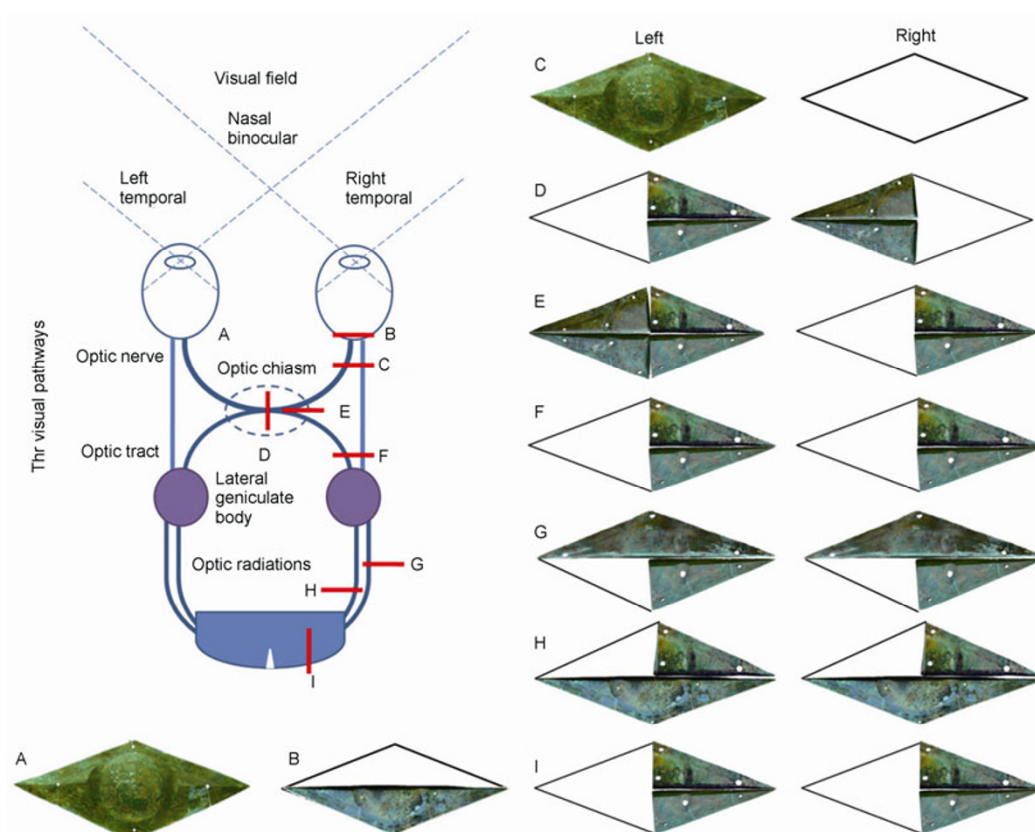 Visual field
Nasal
binocular
Left
temporal
Right
temporal
A
B
Optic nerve
C
Optic chiasm
E
Thr visual pathways
Optic tract
D
F
Lateral
geniculate
body
Optic radiations
G
H
I
A
B
Left
Right
C
D
E
F
G
H
I